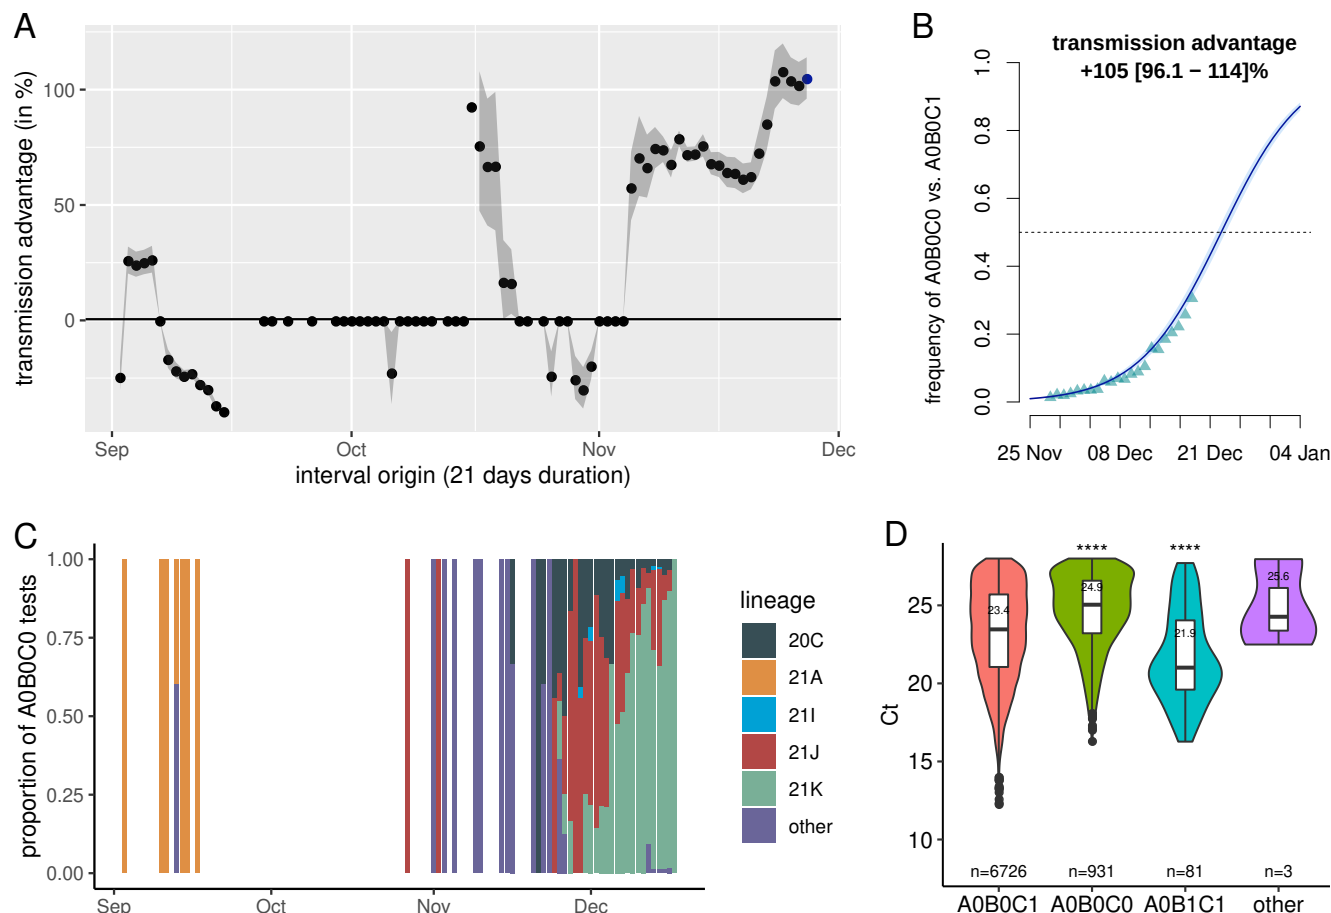 A
transmission advantage (in %)
100
50
0
Sep
Oct
Nov
Dec
interval origin (21 days duration)
B
transmission advantage
+105 [96.1 − 114]%
frequency of A0B0C0 vs. A0B0C1
1.0
0.8
0.6
0.4
0.2
0.0
25 Nov
08 Dec
21 Dec
04 Jan
C
proportion of A0B0C0 tests
1.00
0.75
0.50
0.25
0.00
Sep
Oct
Nov
Dec
lineage
20C
21A
21I
21J
21K
other
D
Ct
25
20
15
10
**** ****
23.4
24.9
21.9
25.6
n=6726 n=931 n=81 n=3
A0B0C1 A0B0C0 A0B1C1 other